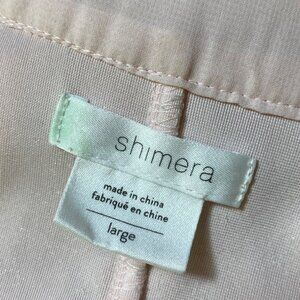 shimera
made in china
fabriqué en chine
large